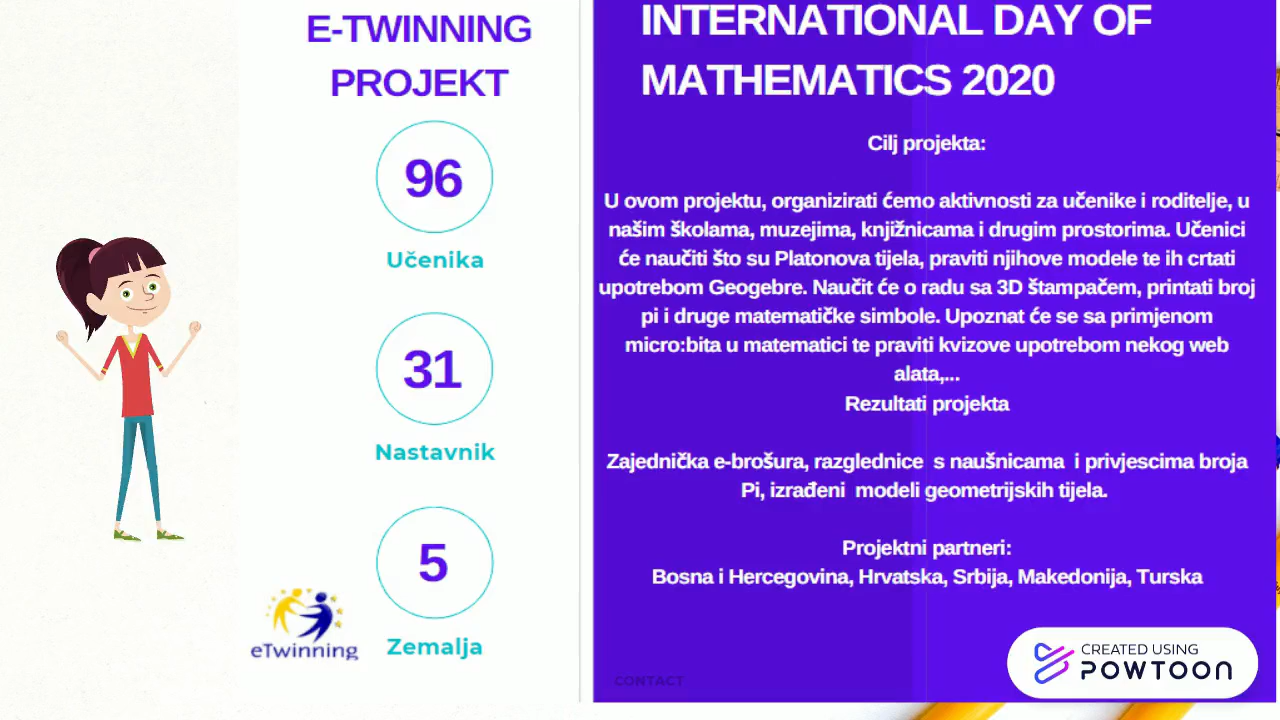 E-TWINNING
PROJEKT
96
Učenika
31
Nastavnik
5
Zemalja
eTwinning
INTERNATIONAL DAY OF
MATHEMATICS 2020
Cilj projekta:
U ovom projektu, organizirati ćemo aktivnosti za učenike i roditelje, u
našim školama, muzejima, knjižnicama i drugim prostorima. Učenici
će naučiti što su Platonova tijela, praviti njihove modele te ih crtati
upotrebom Geogebre. Naučit će o radu sa 3D štampačem, printati broj
pi i druge matematičke simbole. Upoznat će se sa primjenom
micro:bita u matematici te praviti kvizove upotrebom nekog web
alata,...
Rezultati projekta
Zajednička e-brošura, razglednice s naušnicama i privjescima broja
Pi, izrađeni modeli geometrijskih tijela.
Projektni partneri:
Bosna i Hercegovina, Hrvatska, Srbija, Makedonija, Turska
CONTACT
CREATED USING
POWTOON